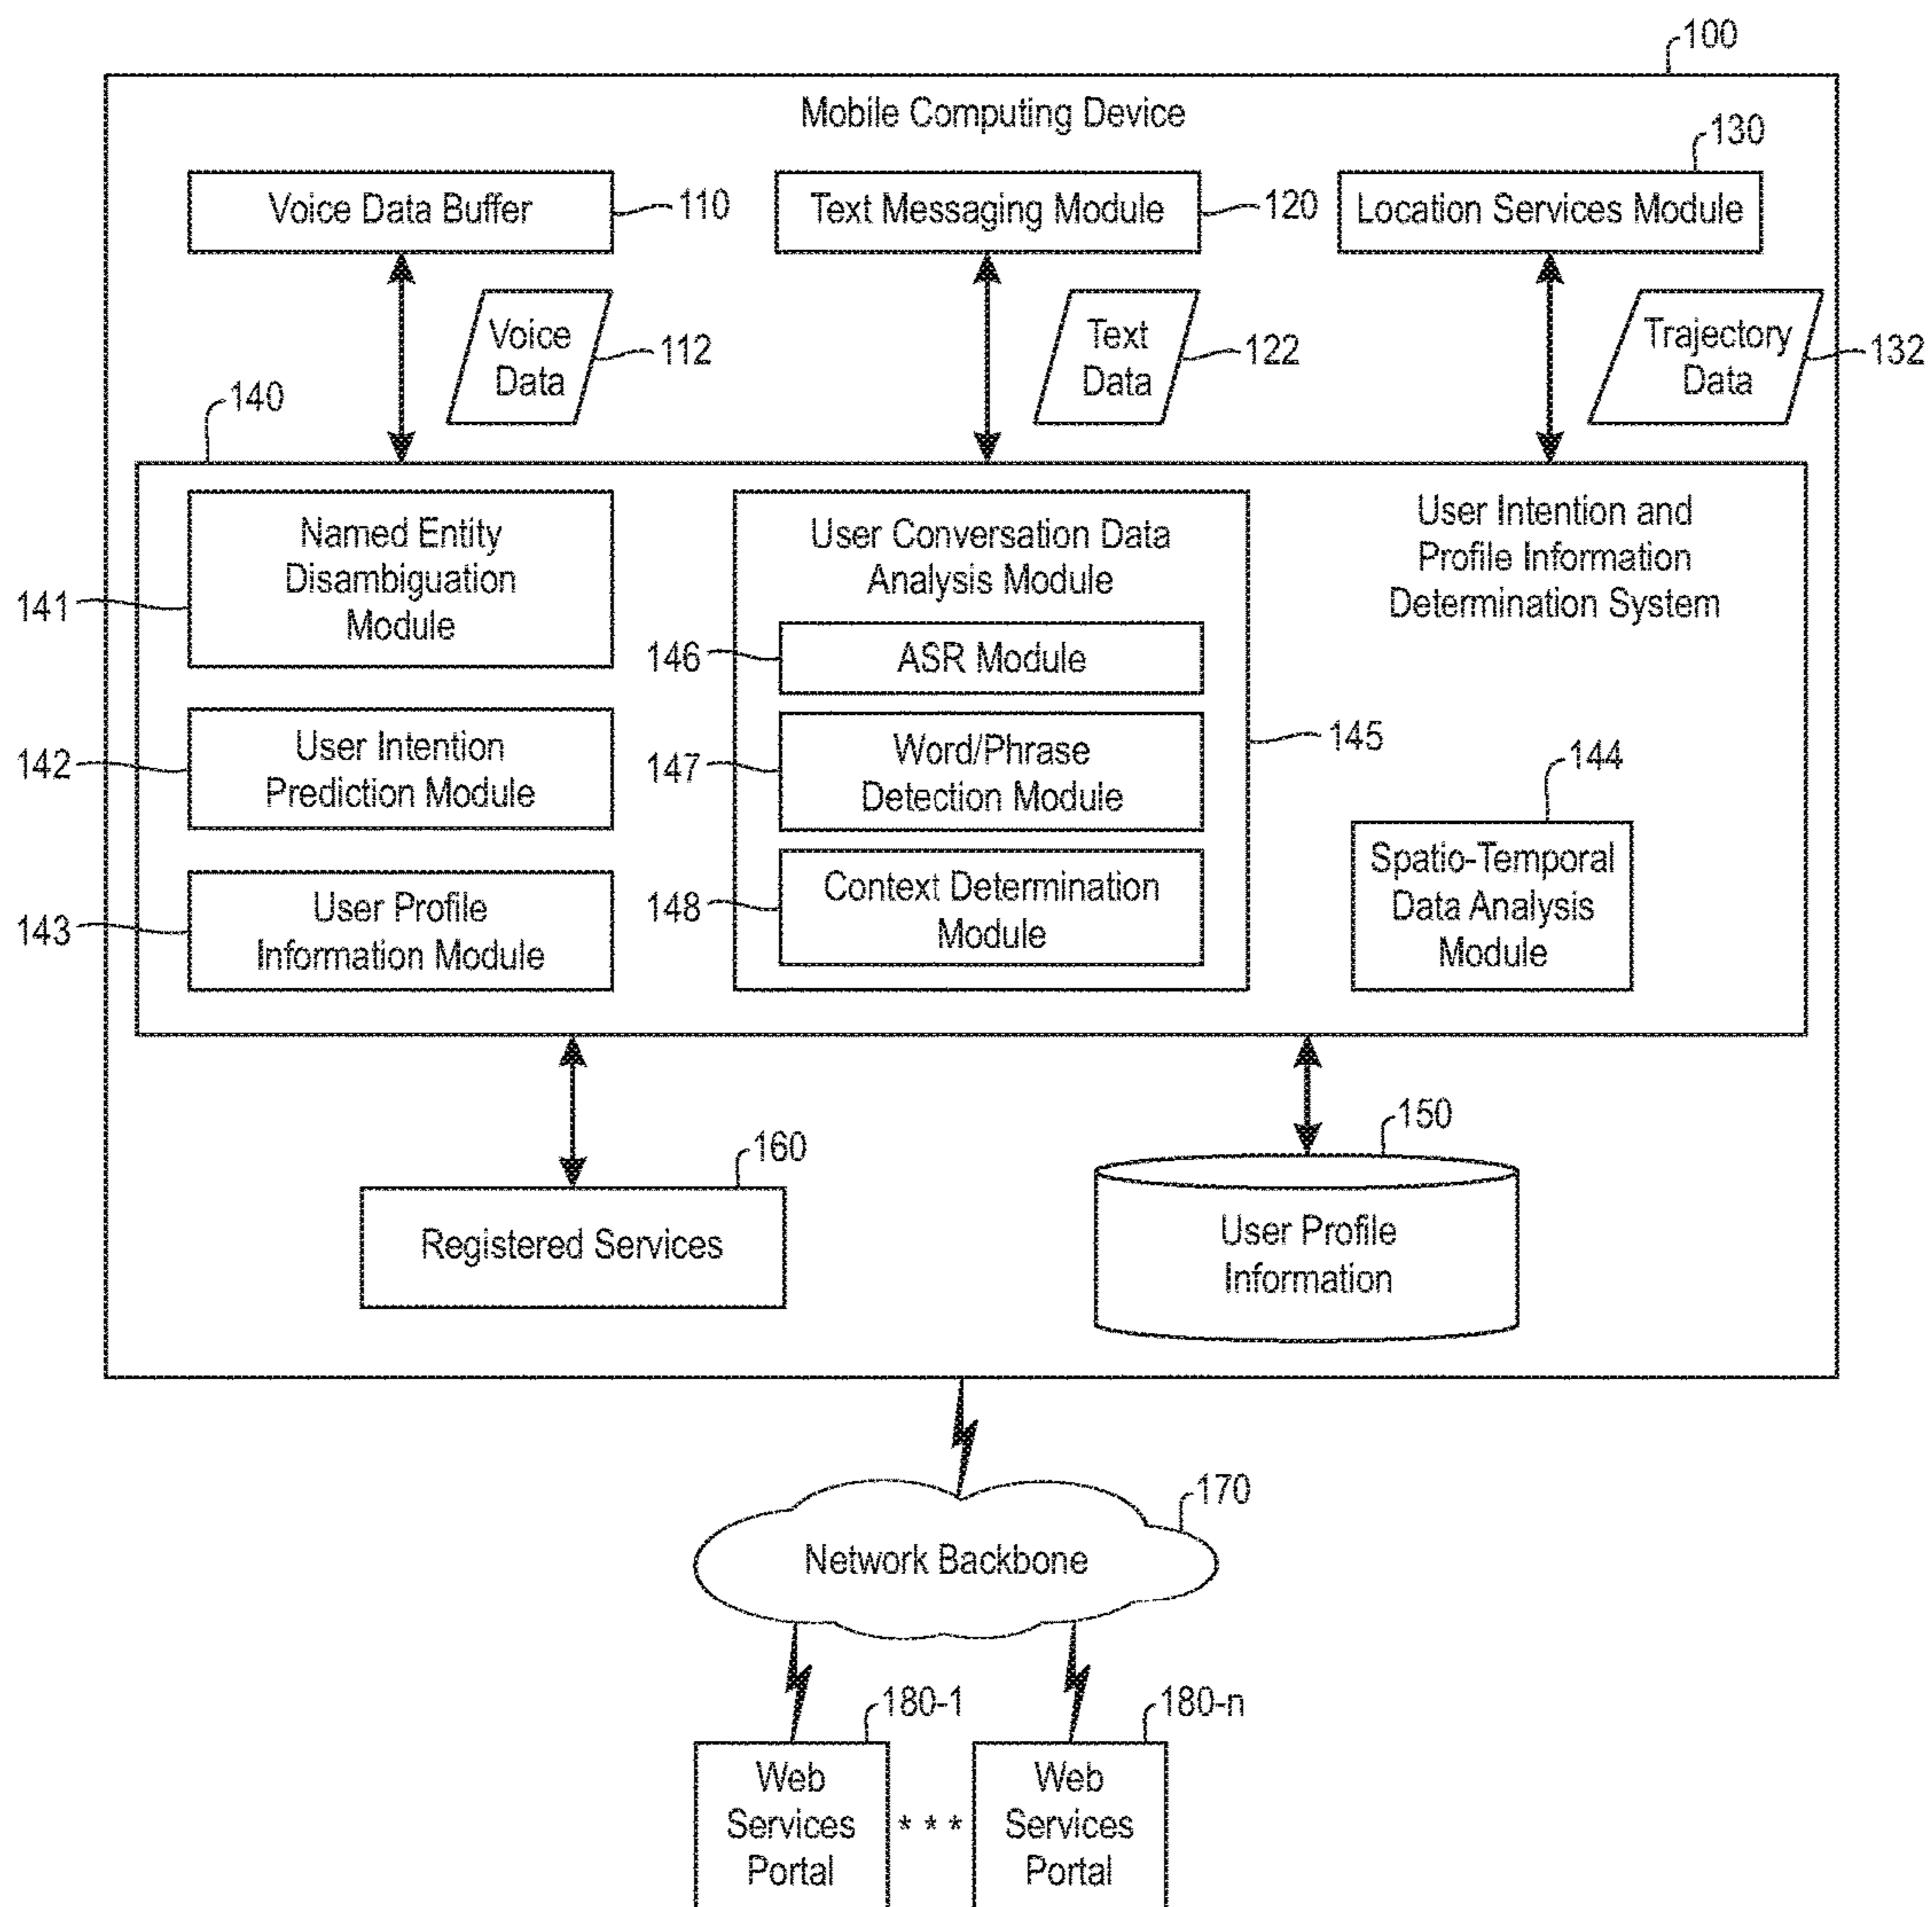 100
Mobile Computing Device
130
Voice Data Buffer
110
Text Messaging Module
120
Location Services Module
Voice
Data
112
Text
Data
122
Trajectory
Data
132
140
Named Entity
Disambiguation
Module
141
User Intention
Prediction Module
142
User Profile
Information Module
143
User Conversation Data
Analysis Module
146
ASR Module
147
Word/Phrase
Detection Module
148
Context Determination
Module
145
User Intention and
Profile Information
Determination System
144
Spatio-Temporal
Data Analysis
Module
160
Registered Services
150
User Profile
Information
170
Network Backbone
180-1
Web
Services
Portal
* * *
180-n
Web
Services
Portal